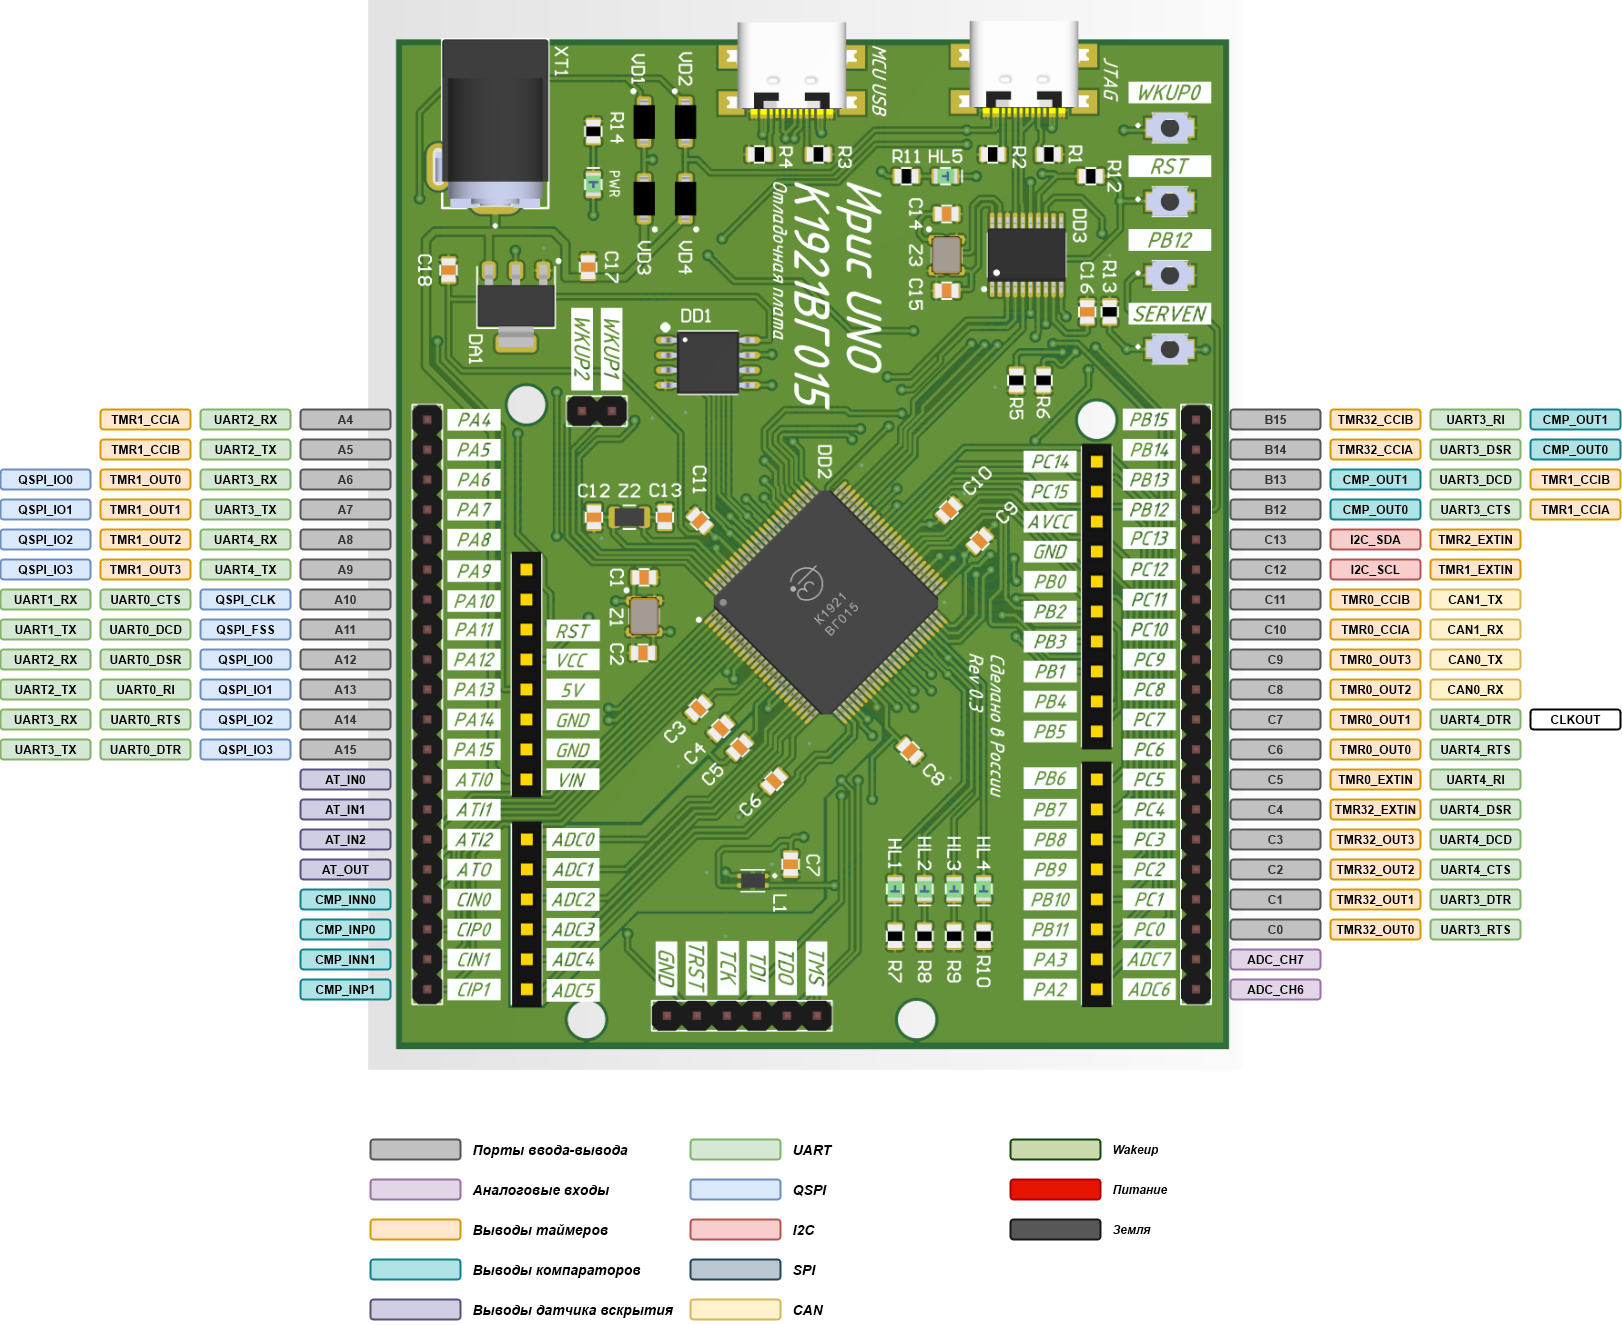 XT1
VD1
VD2
MCU USB
JTAG
WKUP0
R14
PWR
R4
R3
R11
HL5
R2
R1
R12
RST
C14
Z3
C15
DD3
PB12
C18
C17
VD3
VD4
C16
R13
SERVEN
Ирис UNO
К1921ВГ015
Отладочная плата
DA1
WKUP2
WKUP1
DD1
R5
R6
TMR1_CCIA UART2_RX A4 PA4
TMR1_CCIB UART2_TX A5 PA5
QSPI_IO0 TMR1_OUT0 UART3_RX A6 PA6
QSPI_IO1 TMR1_OUT1 UART3_TX A7 PA7
QSPI_IO2 TMR1_OUT2 UART4_RX A8 PA8
QSPI_IO3 TMR1_OUT3 UART4_TX A9 PA9
UART1_RX UART0_CTS QSPI_CLK A10 PA10
UART1_TX UART0_DCD QSPI_FSS A11 PA11
UART2_RX UART0_DSR QSPI_IO0 A12 PA12
UART2_TX UART0_RI QSPI_IO1 A13 PA13
UART3_RX UART0_RTS QSPI_IO2 A14 PA14
UART3_TX UART0_DTR QSPI_IO3 A15 PA15
AT_IN0 ATI0
AT_IN1 ATI1
AT_IN2 ATI2
AT_OUT ATO
CMP_INN0 CIN0
CMP_INP0 CIP0
CMP_INN1 CIN1
CMP_INP1 CIP1
RST
VCC
5V
GND
GND
VIN
ADC0
ADC1
ADC2
ADC3
ADC4
ADC5
C12
Z2
C13
C11
DD2
C10
C9
C1
Z1
C2
К1921
ВГ015
C3
C4
C5
C6
C8
Сделано в России
Rev0.3
C7
L1
HL1
HL2
HL3
HL4
R7
R8
R9
R10
GND
TRST
TCK
TDI
TDO
TMS
PC14
PC15
AVCC
GND
PB0
PB2
PB3
PB1
PB4
PB5
PB6
PB7
PB8
PB9
PB10
PB11
PA3
PA2
PB15 B15 TMR32_CCIB UART3_RI CMP_OUT1
PB14 B14 TMR32_CCIA UART3_DSR CMP_OUT0
PB13 B13 CMP_OUT1 UART3_DCD TMR1_CCIB
PB12 B12 CMP_OUT0 UART3_CTS TMR1_CCIA
PC13 C13 I2C_SDA TMR2_EXTIN
PC12 C12 I2C_SCL TMR1_EXTIN
PC11 C11 TMR0_CCIB CAN1_TX
PC10 C10 TMR0_CCIA CAN1_RX
PC9 C9 TMR0_OUT3 CAN0_TX
PC8 C8 TMR0_OUT2 CAN0_RX
PC7 C7 TMR0_OUT1 UART4_DTR CLKOUT
PC6 C6 TMR0_OUT0 UART4_RTS
PC5 C5 TMR0_EXTIN UART4_RI
PC4 C4 TMR32_EXTIN UART4_DSR
PC3 C3 TMR32_OUT3 UART4_DCD
PC2 C2 TMR32_OUT2 UART4_CTS
PC1 C1 TMR32_OUT1 UART3_DTR
PC0 C0 TMR32_OUT0 UART3_RTS
ADC7 ADC_CH7
ADC6 ADC_CH6
Порты ввода-вывода
Аналоговые входы
Выводы таймеров
Выводы компараторов
Выводы датчика вскрытия
UART
QSPI
I2C
SPI
CAN
Wakeup
Питание
Земля